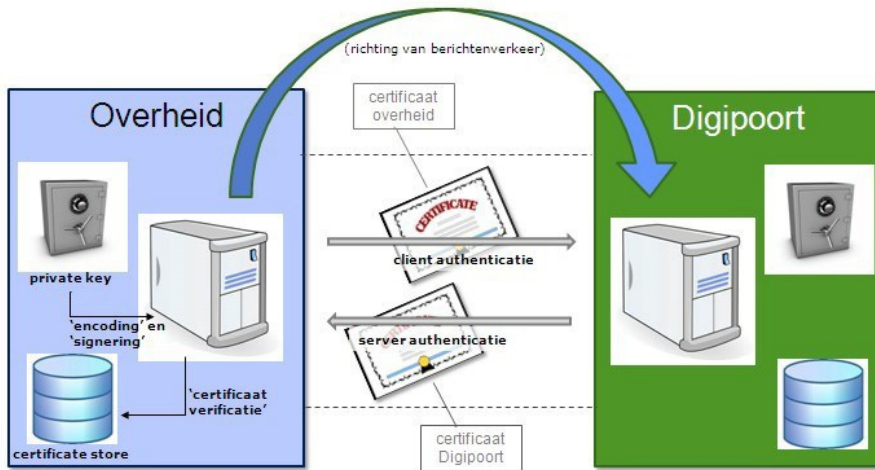 (richting van berichtenverkeer)
Overheid
Digipoort
certificaat
overheid
CERTIFICATE
client authenticatie
private key
'encoding' en
'signering'
server authenticatie
'certificaat
verificatie'
certificate store
certificaat
Digipoort